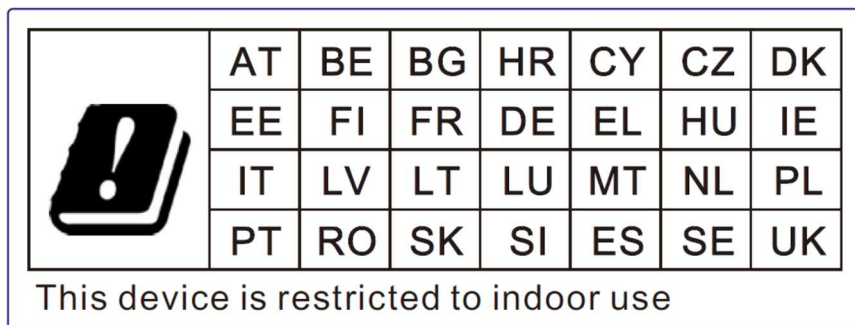 AT BE BG HR CY CZ DK
EE FI FR DE EL HU IE
IT LV LT LU MT NL PL
PT RO SK SI ES SE UK
This device is restricted to indoor use